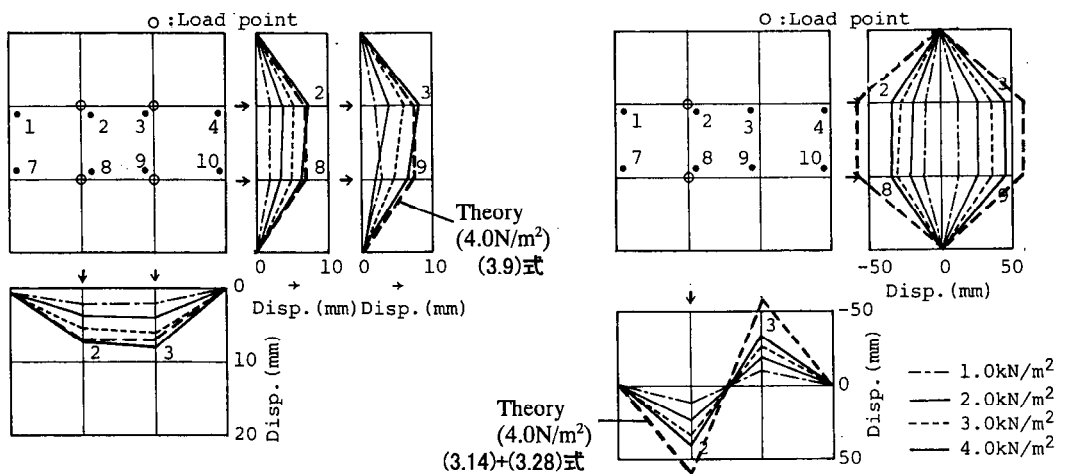 o :Load point
1
2
3
4
7
8
9
10
2
8
3
9
Theory
(4.0N/m²)
(3.9)式
0
10
0
10
Disp.(mm)
Disp.(mm)
0
10
20
Disp.(mm)
2
3
O :Load point
1
2
3
4
7
8
9
10
2
3
8
9
-50
0
50
Disp.(mm)
-50
0
50
Disp.(mm)
3
2
Theory
(4.0N/m²)
(3.14)+(3.28)式
1.0kN/m²
2.0kN/m²
3.0kN/m²
4.0kN/m²